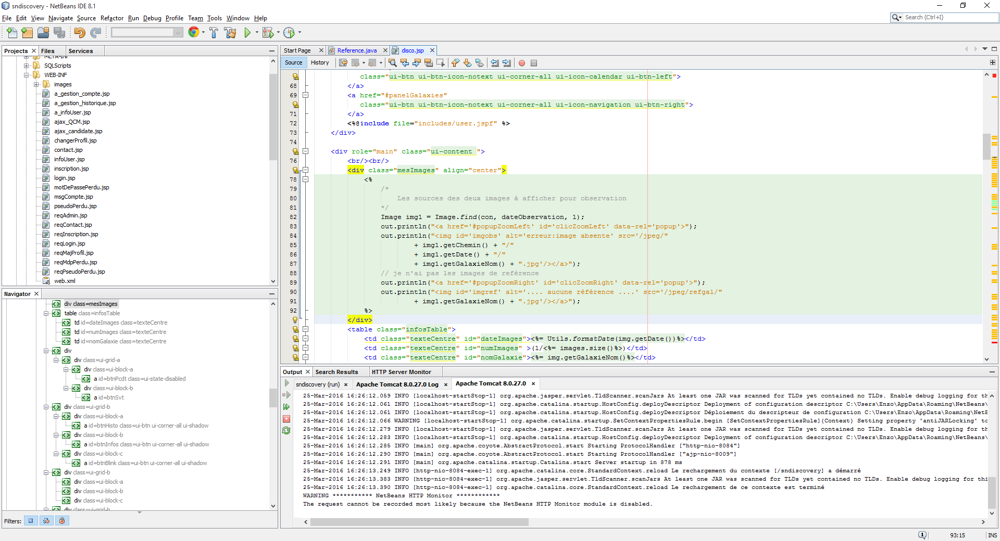 sndiscovery - NetBeans IDE 8.1
File Edit View Navigate Source Refactor Run Debug Profile Team Tools Window Help
Search (Ctrl+I)
Projects Files Services
META-INF
SQLScripts
WEB-INF
images
a_gestion_compte.jsp
a_gestion_historique.jsp
a_infoUser.jsp
ajax_QCM.jsp
ajax_candidate.jsp
changerProfil.jsp
contact.jsp
infoUser.jsp
inscription.jsp
login.jsp
motDePassePerdu.jsp
msgCompte.jsp
pseudoPerdu.jsp
reqAdmin.jsp
reqContact.jsp
reqInscription.jsp
reqLogin.jsp
reqMajProfil.jsp
reqMdpPerdu.jsp
reqPseudoPerdu.jsp
web.xml
Navigator
div class=mesImages
table class=infosTable
td id=dateImages class=texteCentre
td id=numImages class=texteCentre
td id=nomGalaxie class=texteCentre
div
div class=ui-grid-a
div class=ui-block-a
a id=btnPcdt class=ui-state-disabled
div class=ui-block-b
a id=btnSvt
div class=ui-grid-b
div class=ui-block-a
a id=btnHisto class=ui-btn ui-corner-all ui-shadow
div class=ui-block-b
a id=btnInfos class=ui-btn ui-corner-all ui-shadow
div class=ui-block-c
a id=btnBlink class=ui-btn ui-corner-all ui-shadow
div class=ui-grid-b
div class=ui-block-a
div class=ui-block-b
div class=ui-block-c
div class=ui-grid-b
Filters:
Start Page Reference.java disco.jsp
Source History
class="ui-btn ui-btn-icon-notext ui-corner-all ui-icon-calendar ui-btn-left">
68 </a>
69 <a href="#panelGalaxies"
class="ui-btn ui-btn-icon-notext ui-corner-all ui-icon-navigation ui-btn-right">
71 </a>
72 <%@include file="includes/user.jspf" %>
73 </div>
74
<div role="main" class="ui-content ">
76 <br/><br/>
<div class="mesImages" align="center">
78 <%
79 /*
80 Les sources des deux images à afficher pour observation
81 */
82 Image img1 = Image.find(con, dateObservation, 1);
83 out.println("<a href='#popupZoomLeft' id='clicZoomLeft' data-rel='popup'>");
84 out.println("<img id='imgobs' alt='erreur:image absente' src='/jpeg/"
85 + img1.getChemin() + "/"
86 + img1.getDate() + "/"
87 + img1.getGalaxieNom() + ".jpg'/></a>");
88 // je n'ai pas les images de reférence
89 out.println("<a href='#popupZoomRight' id='clicZoomRight' data-rel='popup'>");
90 out.println("<img id='imgref' alt='.... aucune référence ....' src='/jpeg/refgal/"
91 + img1.getGalaxieNom() + ".jpg'/></a>");
92 %>
</div>
<table class="infosTable">
<td class="texteCentre" id="dateImages"><%= Utils.formatDate(img.getDate())%></td>
<td class="texteCentre" id="numImages" >(1/<%= images.size()%>)</td>
<td class="texteCentre" id="nomGalaxie"><%= img.getGalaxieNom()%></td>
Output Search Results HTTP Server Monitor
sndiscovery (run) Apache Tomcat 8.0.27.0 Log Apache Tomcat 8.0.27.0
25-Mar-2016 16:26:12.059 INFO [localhost-startStop-1] org.apache.jasper.servlet.TldScanner.scanJars At least one JAR was scanned for TLDs yet contained no TLDs. Enable debug logging for th
25-Mar-2016 16:26:12.061 INFO [localhost-startStop-1] org.apache.catalina.startup.HostConfig.deployDescriptor Deployment of configuration descriptor C:\Users\Enzo\AppData\Roaming\NetBeans\
25-Mar-2016 16:26:12.061 INFO [localhost-startStop-1] org.apache.catalina.startup.HostConfig.deployDescriptor Déploiement du descripteur de configuration C:\Users\Enzo\AppData\Roaming\NetB
25-Mar-2016 16:26:12.066 WARNING [localhost-startStop-1] org.apache.catalina.startup.SetContextPropertiesRule.begin [SetContextPropertiesRule]{Context} Setting property 'antiJARLocking' to
25-Mar-2016 16:26:12.279 INFO [localhost-startStop-1] org.apache.jasper.servlet.TldScanner.scanJars At least one JAR was scanned for TLDs yet contained no TLDs. Enable debug logging for th
25-Mar-2016 16:26:12.283 INFO [localhost-startStop-1] org.apache.catalina.startup.HostConfig.deployDescriptor Deployment of configuration descriptor C:\Users\Enzo\AppData\Roaming\NetBeans\
25-Mar-2016 16:26:12.285 INFO [main] org.apache.coyote.AbstractProtocol.start Starting ProtocolHandler ["http-nio-8084"]
25-Mar-2016 16:26:12.290 INFO [main] org.apache.coyote.AbstractProtocol.start Starting ProtocolHandler ["ajp-nio-8009"]
25-Mar-2016 16:26:12.291 INFO [main] org.apache.catalina.startup.Catalina.start Server startup in 878 ms
25-Mar-2016 16:26:13.249 INFO [http-nio-8084-exec-1] org.apache.catalina.core.StandardContext.reload Le rechargement du contexte [/sndiscovery] a démarré
25-Mar-2016 16:26:13.383 INFO [http-nio-8084-exec-1] org.apache.jasper.servlet.TldScanner.scanJars At least one JAR was scanned for TLDs yet contained no TLDs. Enable debug logging for thi
25-Mar-2016 16:26:13.390 INFO [http-nio-8084-exec-1] org.apache.catalina.core.StandardContext.reload Le rechargement de ce contexte est terminé
WARNING *********** NetBeans HTTP Monitor ************
The request cannot be recorded most likely because the NetBeans HTTP Monitor module is disabled.
1 93:15 INS